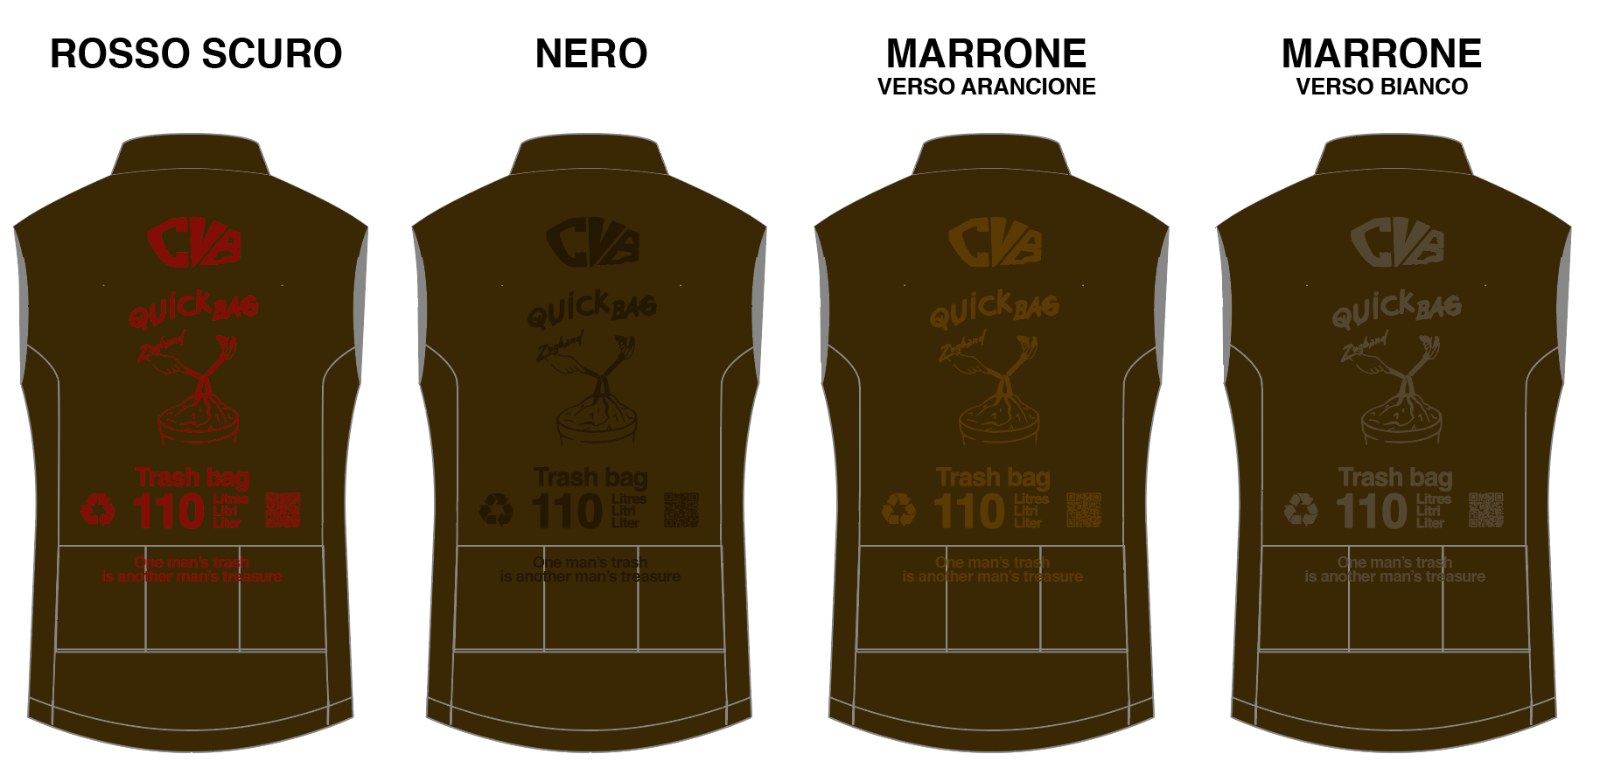 ROSSO SCURO
NERO
MARRONE
VERSO ARANCIONE
MARRONE
VERSO BIANCO
CVB
QUiCK BAG
Trash bag
110 Litres
Litri
Liter
One man's trash
is another man's treasure
CVB
QUiCK BAG
Trash bag
110 Litres
Litri
Liter
One man's trash
is another man's treasure
CVB
QUiCK BAG
Trash bag
110 Litres
Litri
Liter
One man's trash
is another man's treasure
CVB
QUiCK BAG
Trash bag
110 Litres
Litri
Liter
One man's trash
is another man's treasure